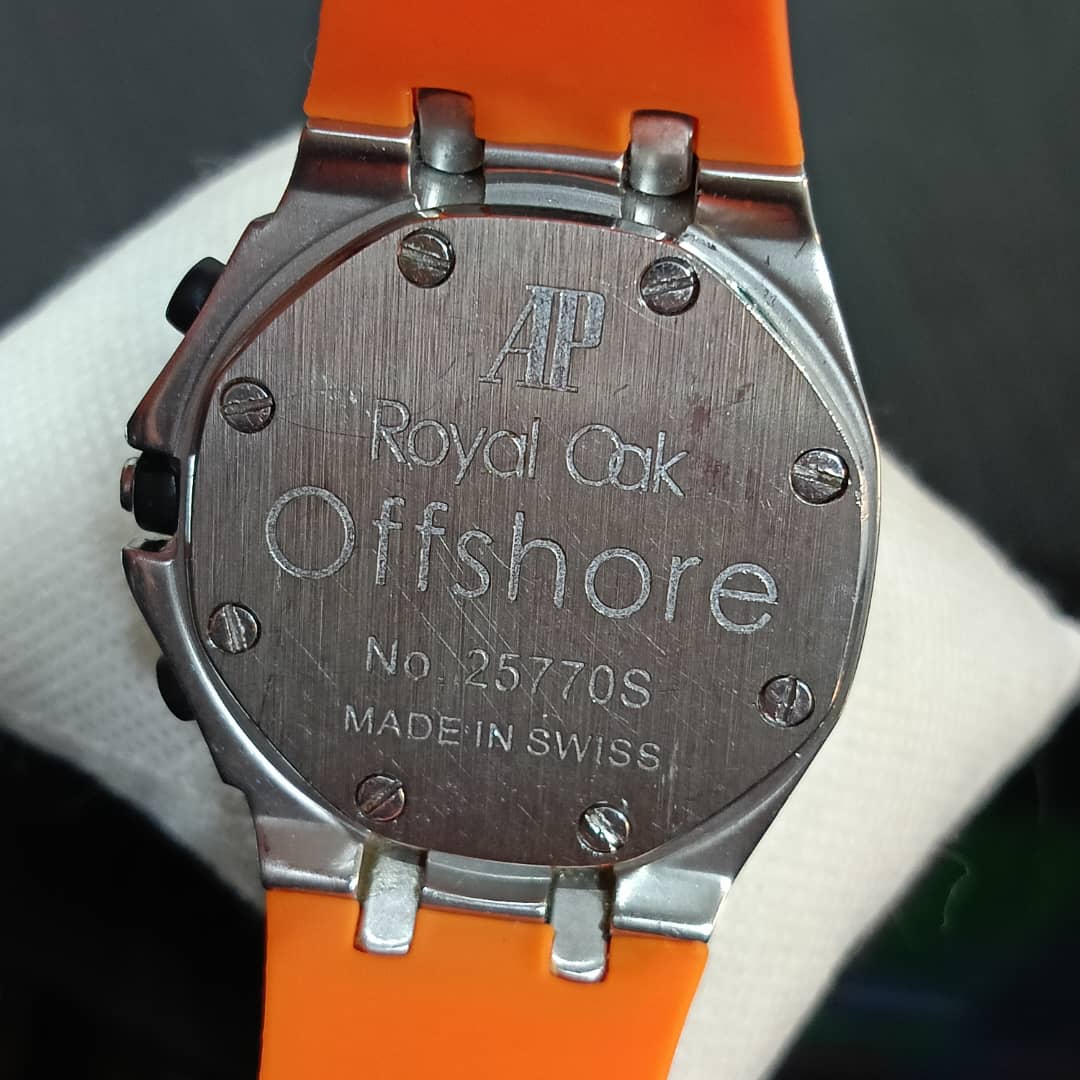 AP
Royal Oak
Offshore
No. 25770S
MADE IN SWISS